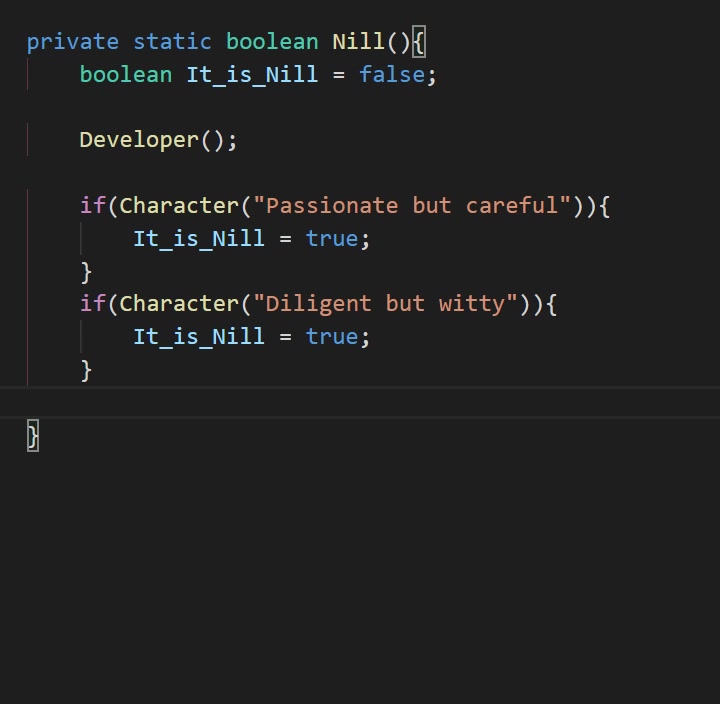 private static boolean Nill(){
    boolean It_is_Nill = false;

    Developer();

    if(Character("Passionate but careful")){
        It_is_Nill = true;
    }
    if(Character("Diligent but witty")){
        It_is_Nill = true;
    }

}